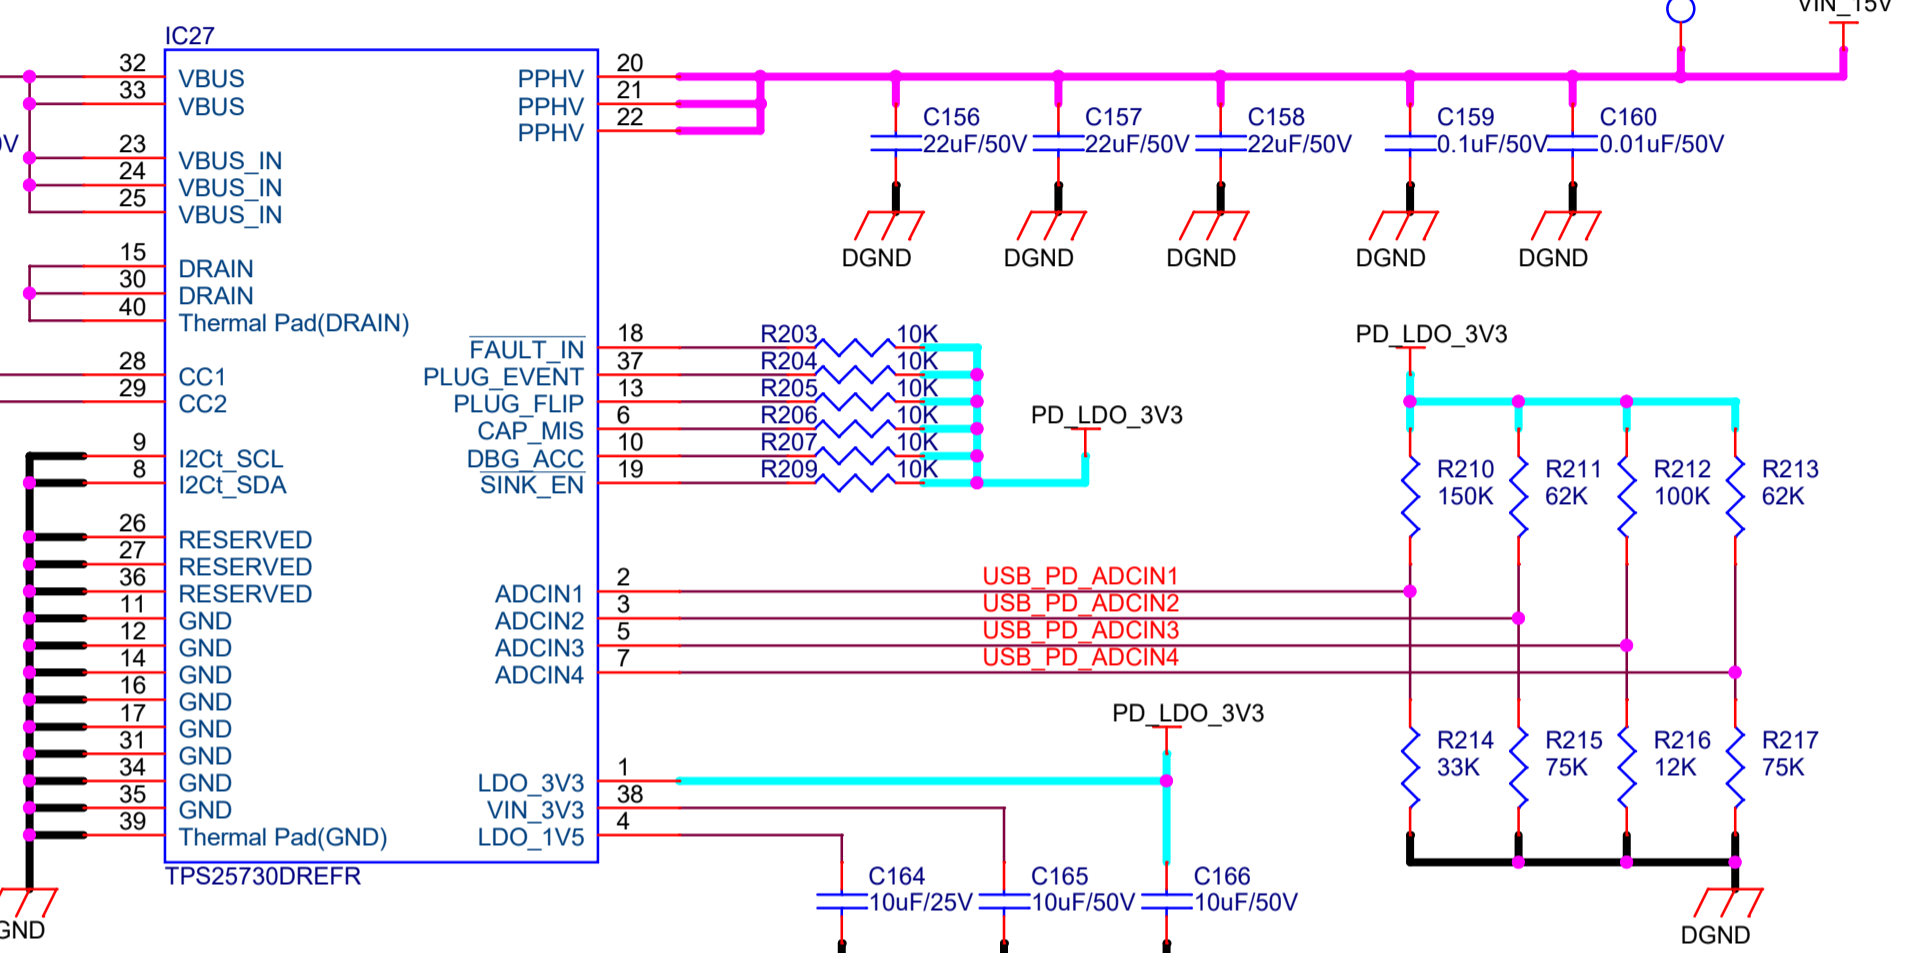 IC27
VIN_15V
32 VBUS
33 VBUS
23 VBUS_IN
24 VBUS_IN
25 VBUS_IN
15 DRAIN
30 DRAIN
40 Thermal Pad(DRAIN)
28 CC1
29 CC2
9 I2Ct_SCL
8 I2Ct_SDA
26 RESERVED
27 RESERVED
36 RESERVED
11 GND
12 GND
14 GND
16 GND
17 GND
31 GND
34 GND
35 GND
39 Thermal Pad(GND)
TPS25730DREFR
PPHV 20
PPHV 21
PPHV 22
FAULT_IN 18
PLUG_EVENT 37
PLUG_FLIP 13
CAP_MIS 6
DBG_ACC 10
SINK_EN 19
ADCIN1 2
ADCIN2 3
ADCIN3 5
ADCIN4 7
LDO_3V3 1
VIN_3V3 38
LDO_1V5 4
C156
22uF/50V
C157
22uF/50V
C158
22uF/50V
C159
0.1uF/50V
C160
0.01uF/50V
DGND
DGND
DGND
DGND
DGND
R203 10K
R204 10K
R205 10K
R206 10K
R207 10K
R209 10K
PD_LDO_3V3
PD_LDO_3V3
R210
150K
R211
62K
R212
100K
R213
62K
USB_PD_ADCIN1
USB_PD_ADCIN2
USB_PD_ADCIN3
USB_PD_ADCIN4
PD_LDO_3V3
R214
33K
R215
75K
R216
12K
R217
75K
C164
10uF/25V
C165
10uF/50V
C166
10uF/50V
GND
DGND